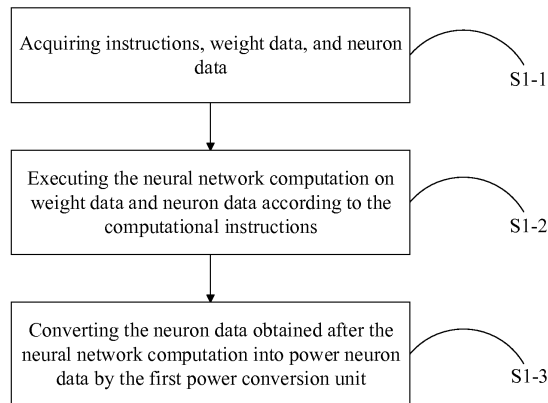 Acquiring instructions, weight data, and neuron
data
S1-1
Executing the neural network computation on
weight data and neuron data according to the
computational instructions
S1-2
Converting the neuron data obtained after the
neural network computation into power neuron
data by the first power conversion unit
S1-3